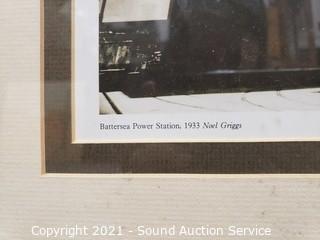 Battersea Power Station, 1933 Noel Griggs
Copyright 2021 - Sound Auction Service